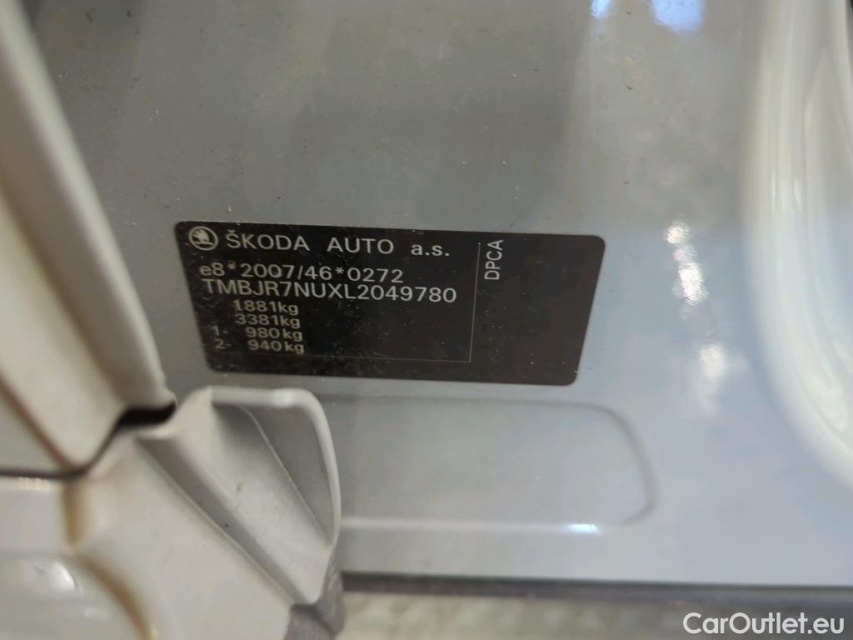 ŠKODA AUTO a.s.
DPCA
e8*2007/46*0272
TMBJR7NUXL2049780
1881kg
3381kg
1- 980kg
2- 940kg
CarOutlet.eu